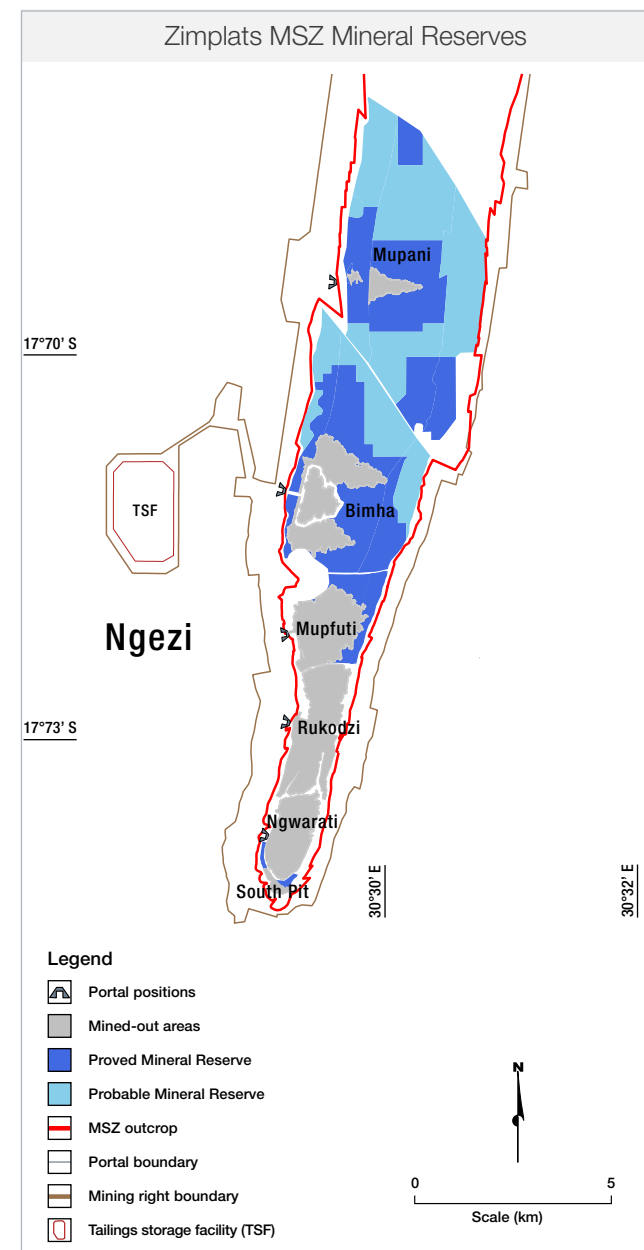 Zimplats MSZ Mineral Reserves
Mupani
17°70' S
TSF
Bimha
Ngezi
Mupfuti
17°73' S
Rukodzi
Ngwarati
South Pit
30°30' E
30°32' E
Legend
Portal positions
Mined-out areas
Proved Mineral Reserve
Probable Mineral Reserve
MSZ outcrop
Portal boundary
Mining right boundary
Tailings storage facility (TSF)
N
0 5
Scale (km)